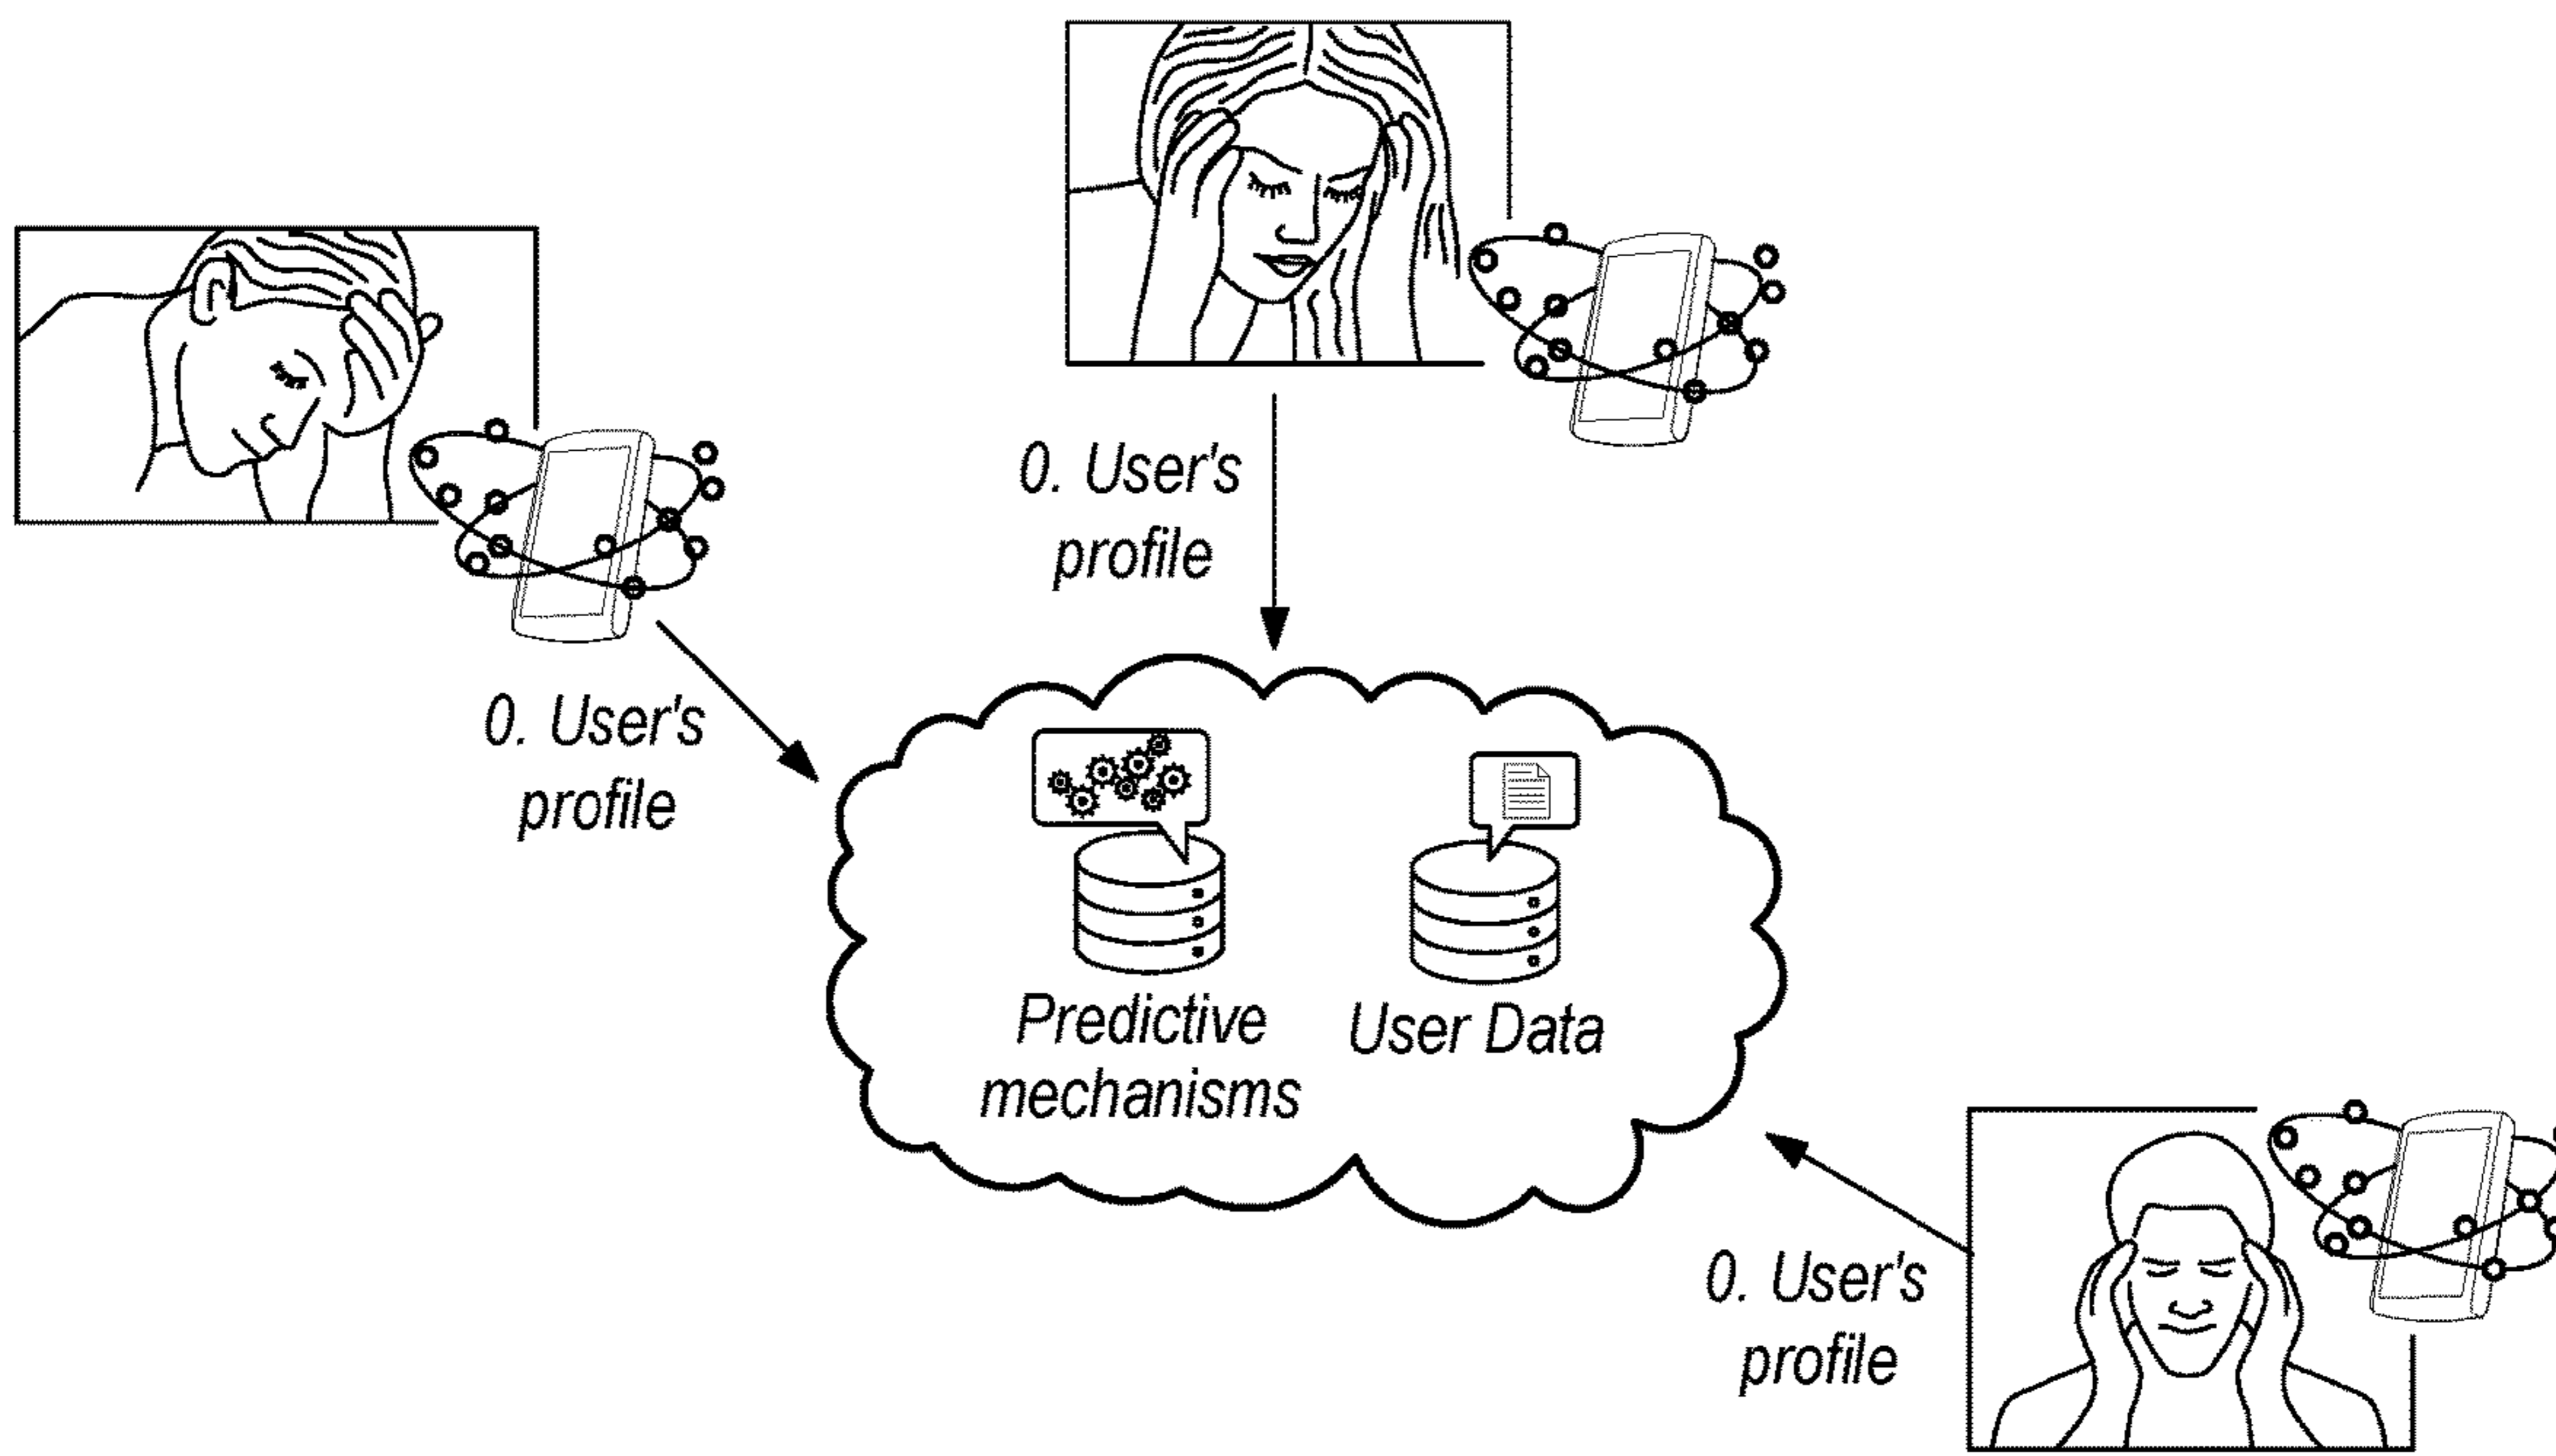 0. User's
profile
0. User's
profile
Predictive
mechanisms
User Data
0. User's
profile